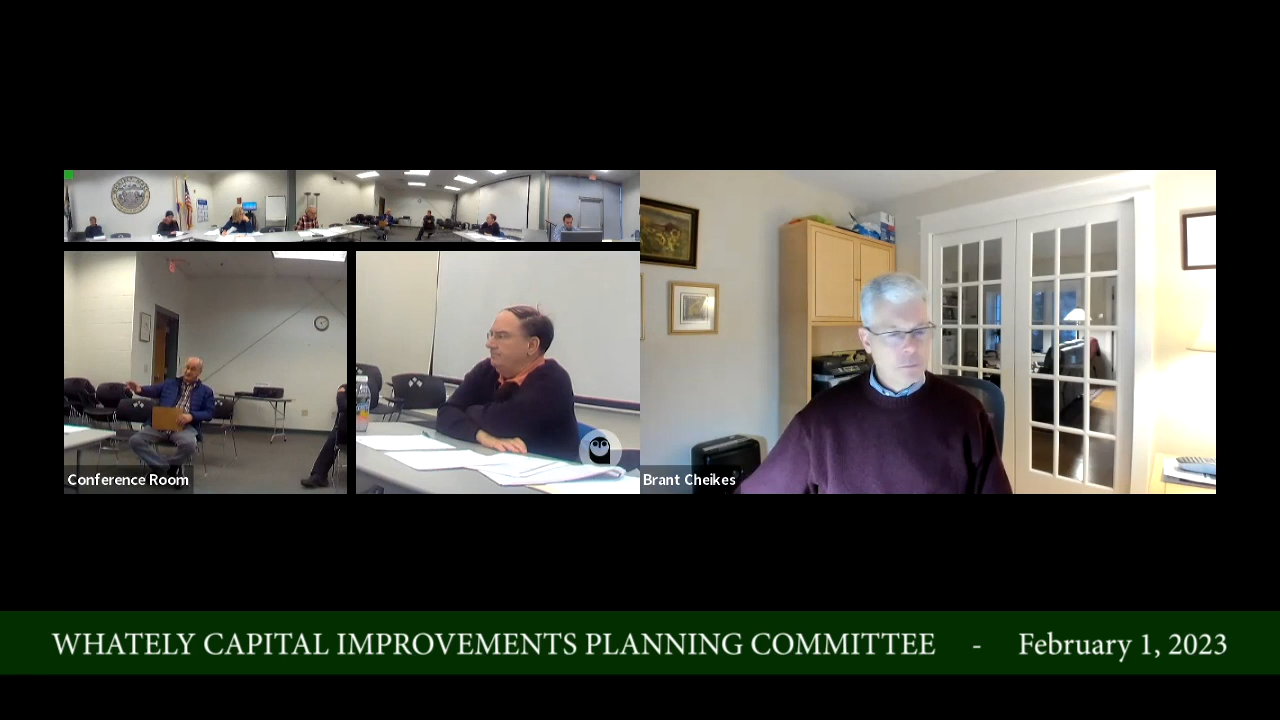 Conference Room
Brant Cheikes
WHATELY CAPITAL IMPROVEMENTS PLANNING COMMITTEE - February 1, 2023